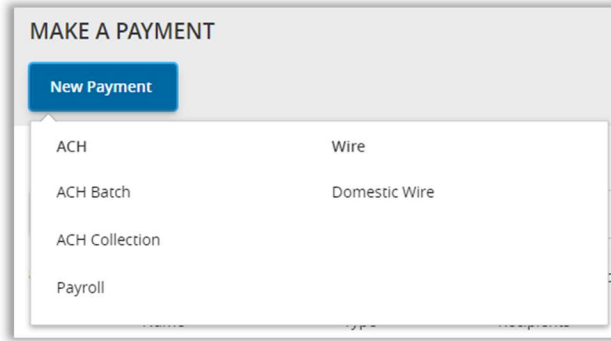 MAKE A PAYMENT
New Payment
ACH Wire
ACH Batch Domestic Wire
ACH Collection
Payroll